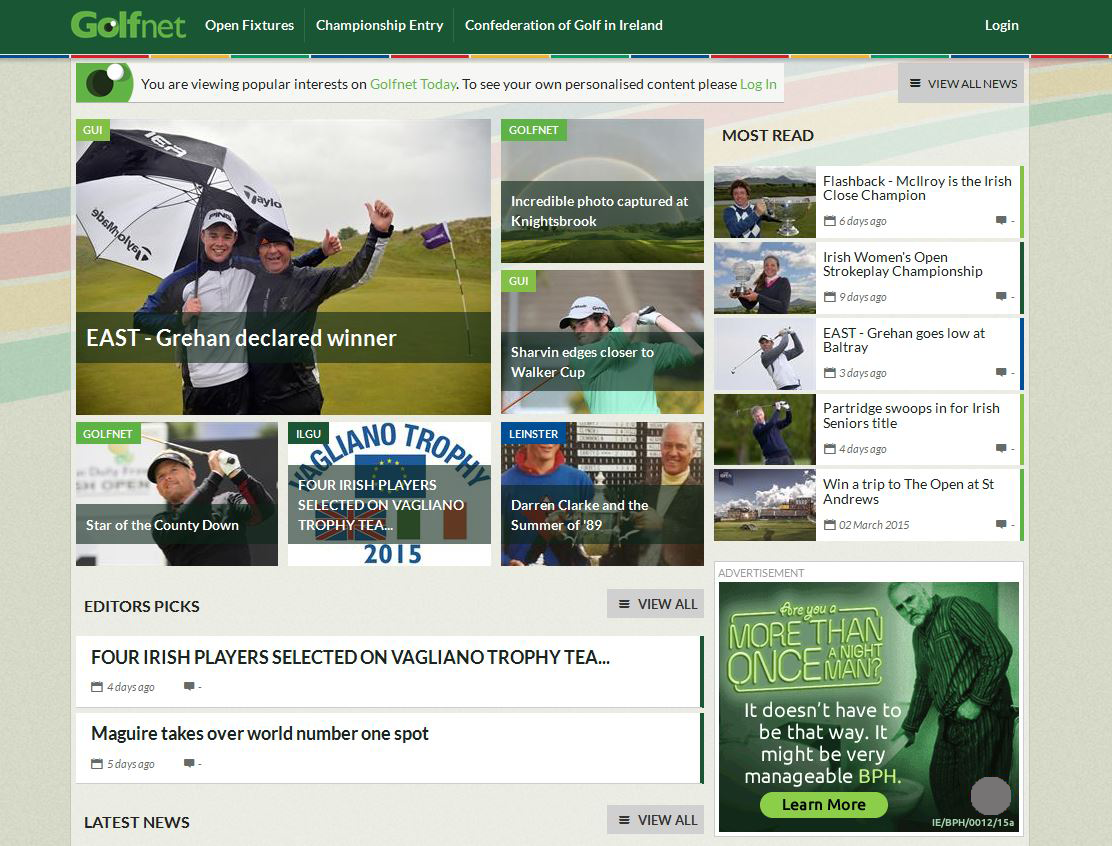 Golfnet
Open Fixtures
Championship Entry
Confederation of Golf in Ireland
Login
You are viewing popular interests on Golfnet Today. To see your own personalised content please Log In
VIEW ALL NEWS
GUI
TaylorMade
Taylo
PING
EAST - Grehan declared winner
GOLFNET
Incredible photo captured at
Knightsbrook
GUI
Sharvin edges closer to
Walker Cup
GOLFNET
Star of the County Down
ILGU
VAGLIANO TROPHY
FOUR IRISH PLAYERS
SELECTED ON VAGLIANO
TROPHY TEA...
2015
LEINSTER
Darren Clarke and the
Summer of '89
MOST READ
Flashback - McIlroy is the Irish
Close Champion
6 days ago
-
Irish Women's Open
Strokeplay Championship
9 days ago
-
EAST - Grehan goes low at
Baltray
3 days ago
-
Partridge swoops in for Irish
Seniors title
4 days ago
-
Win a trip to The Open at St
Andrews
02 March 2015
-
EDITORS PICKS
VIEW ALL
FOUR IRISH PLAYERS SELECTED ON VAGLIANO TROPHY TEA...
4 days ago
-
Maguire takes over world number one spot
5 days ago
-
LATEST NEWS
VIEW ALL
ADVERTISEMENT
Are you a
MORE THAN
ONCE A NIGHT
MAN?
It doesn't have to
be that way. It
might be very
manageable BPH.
Learn More
IE/BPH/0012/15a